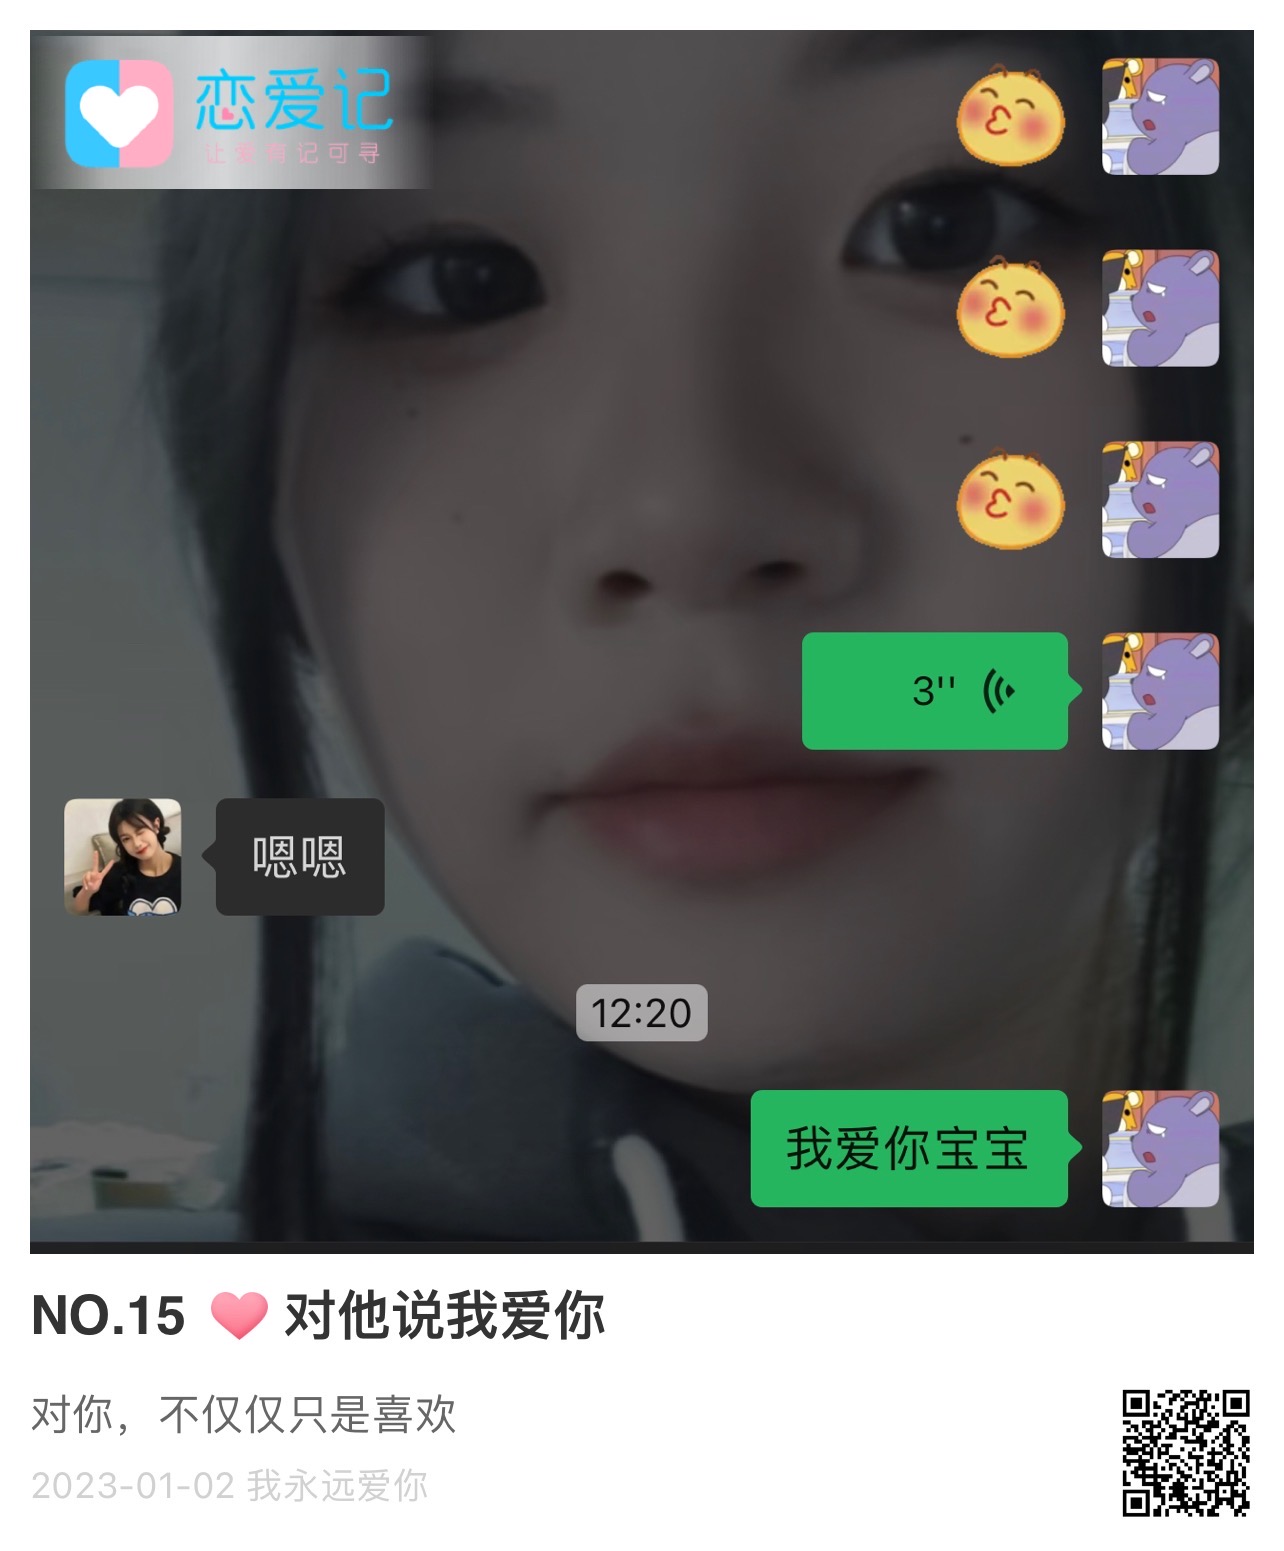 恋爱记
让爱有记可寻
3''
嗯嗯
12:20
我爱你宝宝
NO.15 ❤ 对他说我爱你
对你，不仅仅只是喜欢
2023-01-02 我永远爱你